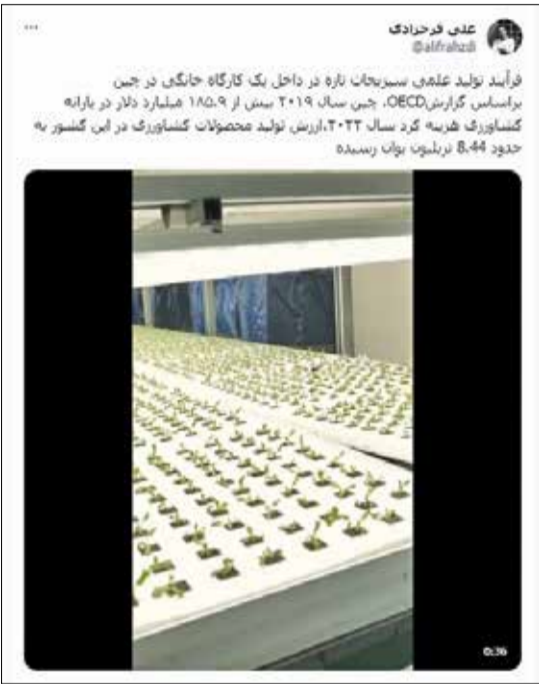 علی فرحزادی
@alifrahzdi
فرآیند تولید علمی سبزیجات تازه در داخل یک کارگاه خانگی در چین
براساس گزارش OECD، چین سال ۲۰۱۹ بیش از ۱۸۵.۹ میلیارد دلار در یارانه
کشاورزی هزینه کرد سال ۲۰۲۲،ارزش تولید محصولات کشاورزی در این کشور به
حدود 8.44 تریلیون یوان رسیده
0:36